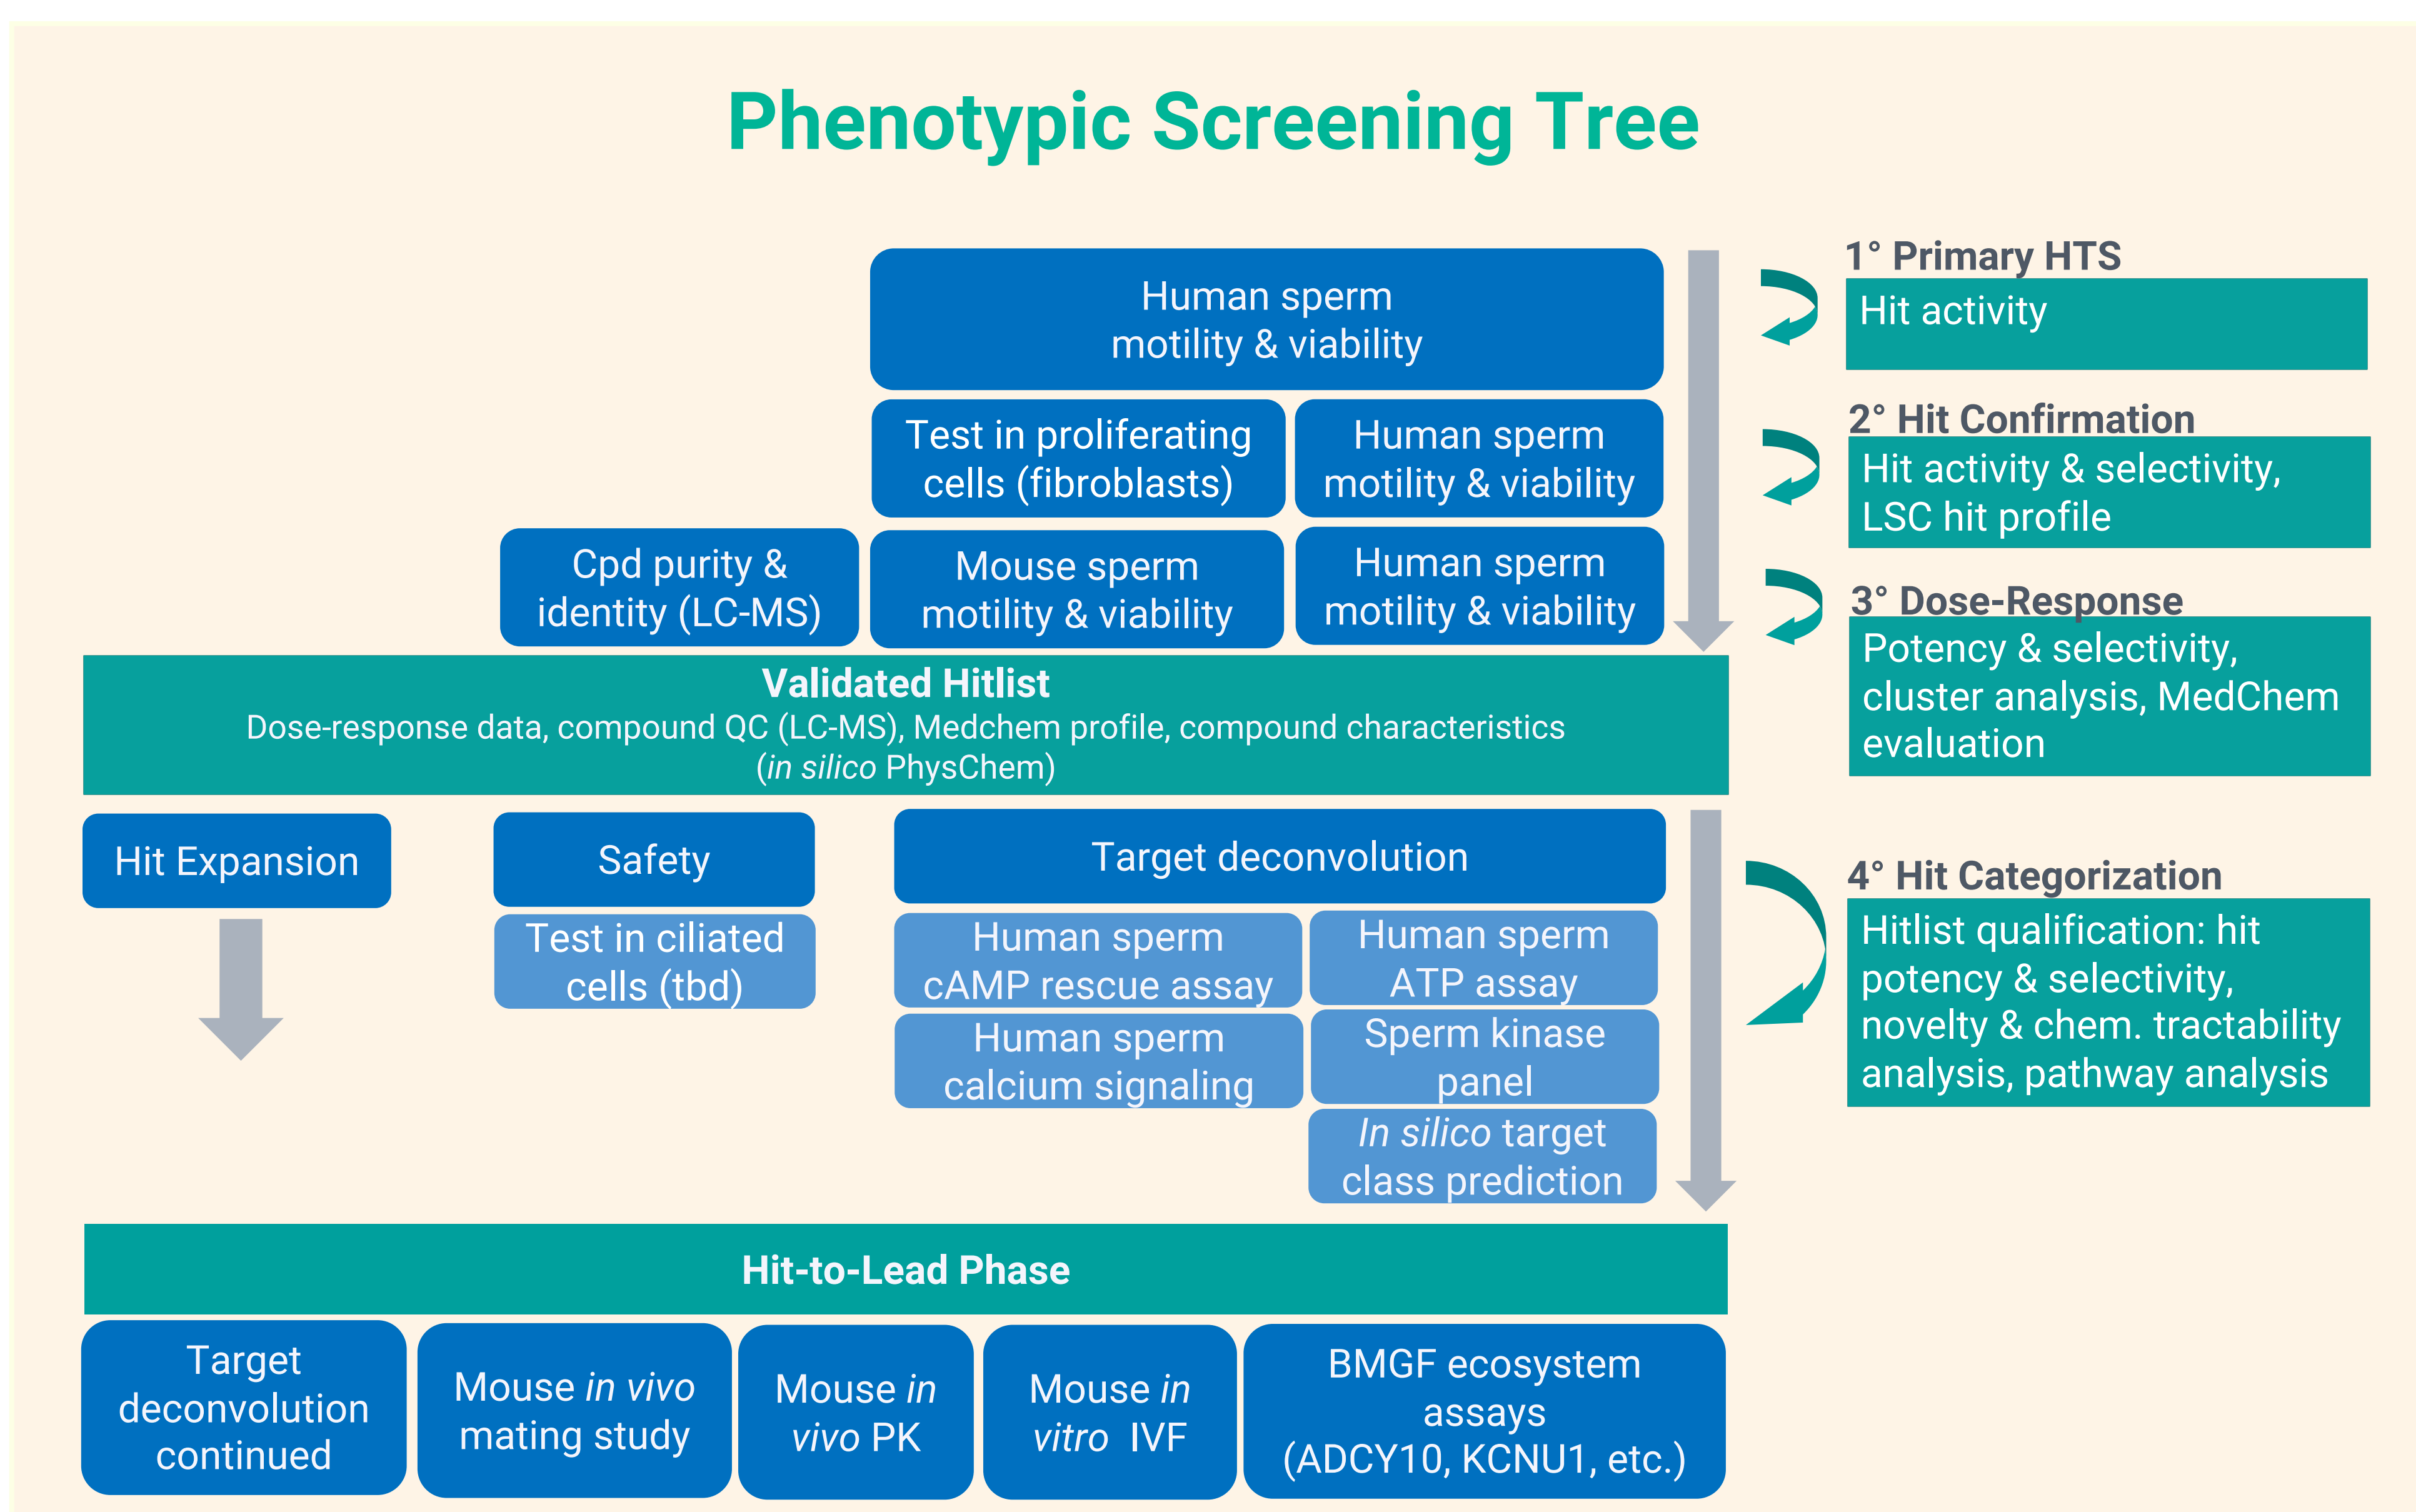 Phenotypic Screening Tree
Human sperm
motility & viability
1° Primary HTS
Hit activity
Test in proliferating
cells (fibroblasts)
Human sperm
motility & viability
2° Hit Confirmation
Hit activity & selectivity,
LSC hit profile
Cpd purity &
identity (LC-MS)
Mouse sperm
motility & viability
Human sperm
motility & viability
3° Dose-Response
Potency & selectivity,
cluster analysis, MedChem
evaluation
Validated Hitlist
Dose-response data, compound QC (LC-MS), Medchem profile, compound characteristics
(in silico PhysChem)
Hit Expansion
Safety
Test in ciliated
cells (tbd)
Target deconvolution
Human sperm
cAMP rescue assay
Human sperm
ATP assay
Human sperm
calcium signaling
Sperm kinase
panel
In silico target
class prediction
4° Hit Categorization
Hitlist qualification: hit
potency & selectivity,
novelty & chem. tractability
analysis, pathway analysis
Hit-to-Lead Phase
Target
deconvolution
continued
Mouse in vivo
mating study
Mouse in
vivo PK
Mouse in
vitro IVF
BMGF ecosystem
assays
(ADCY10, KCNU1, etc.)